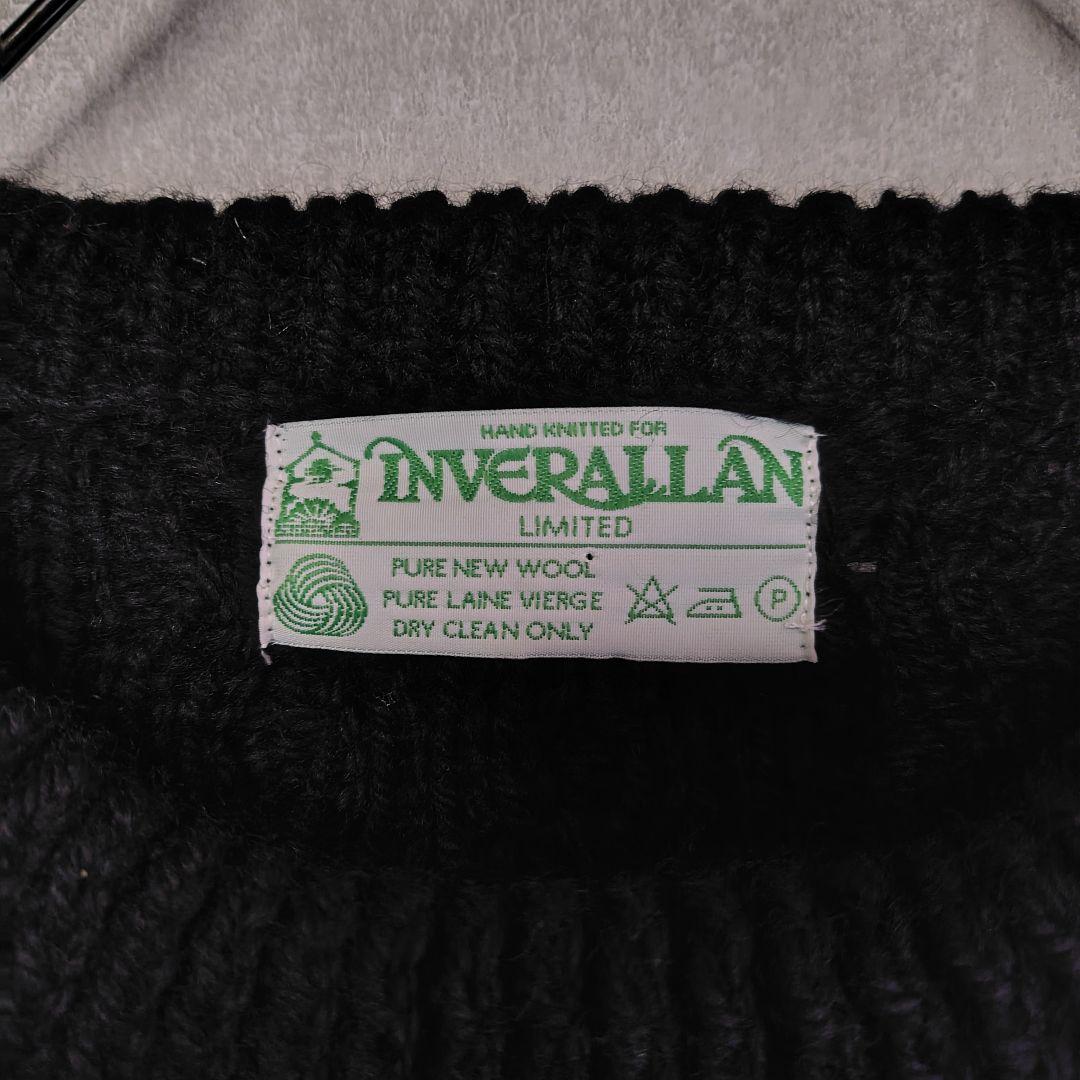 HAND KNITTED FOR
INVERALLAN
LIMITED
PURE NEW WOOL
PURE LAINE VIERGE
DRY CLEAN ONLY
P